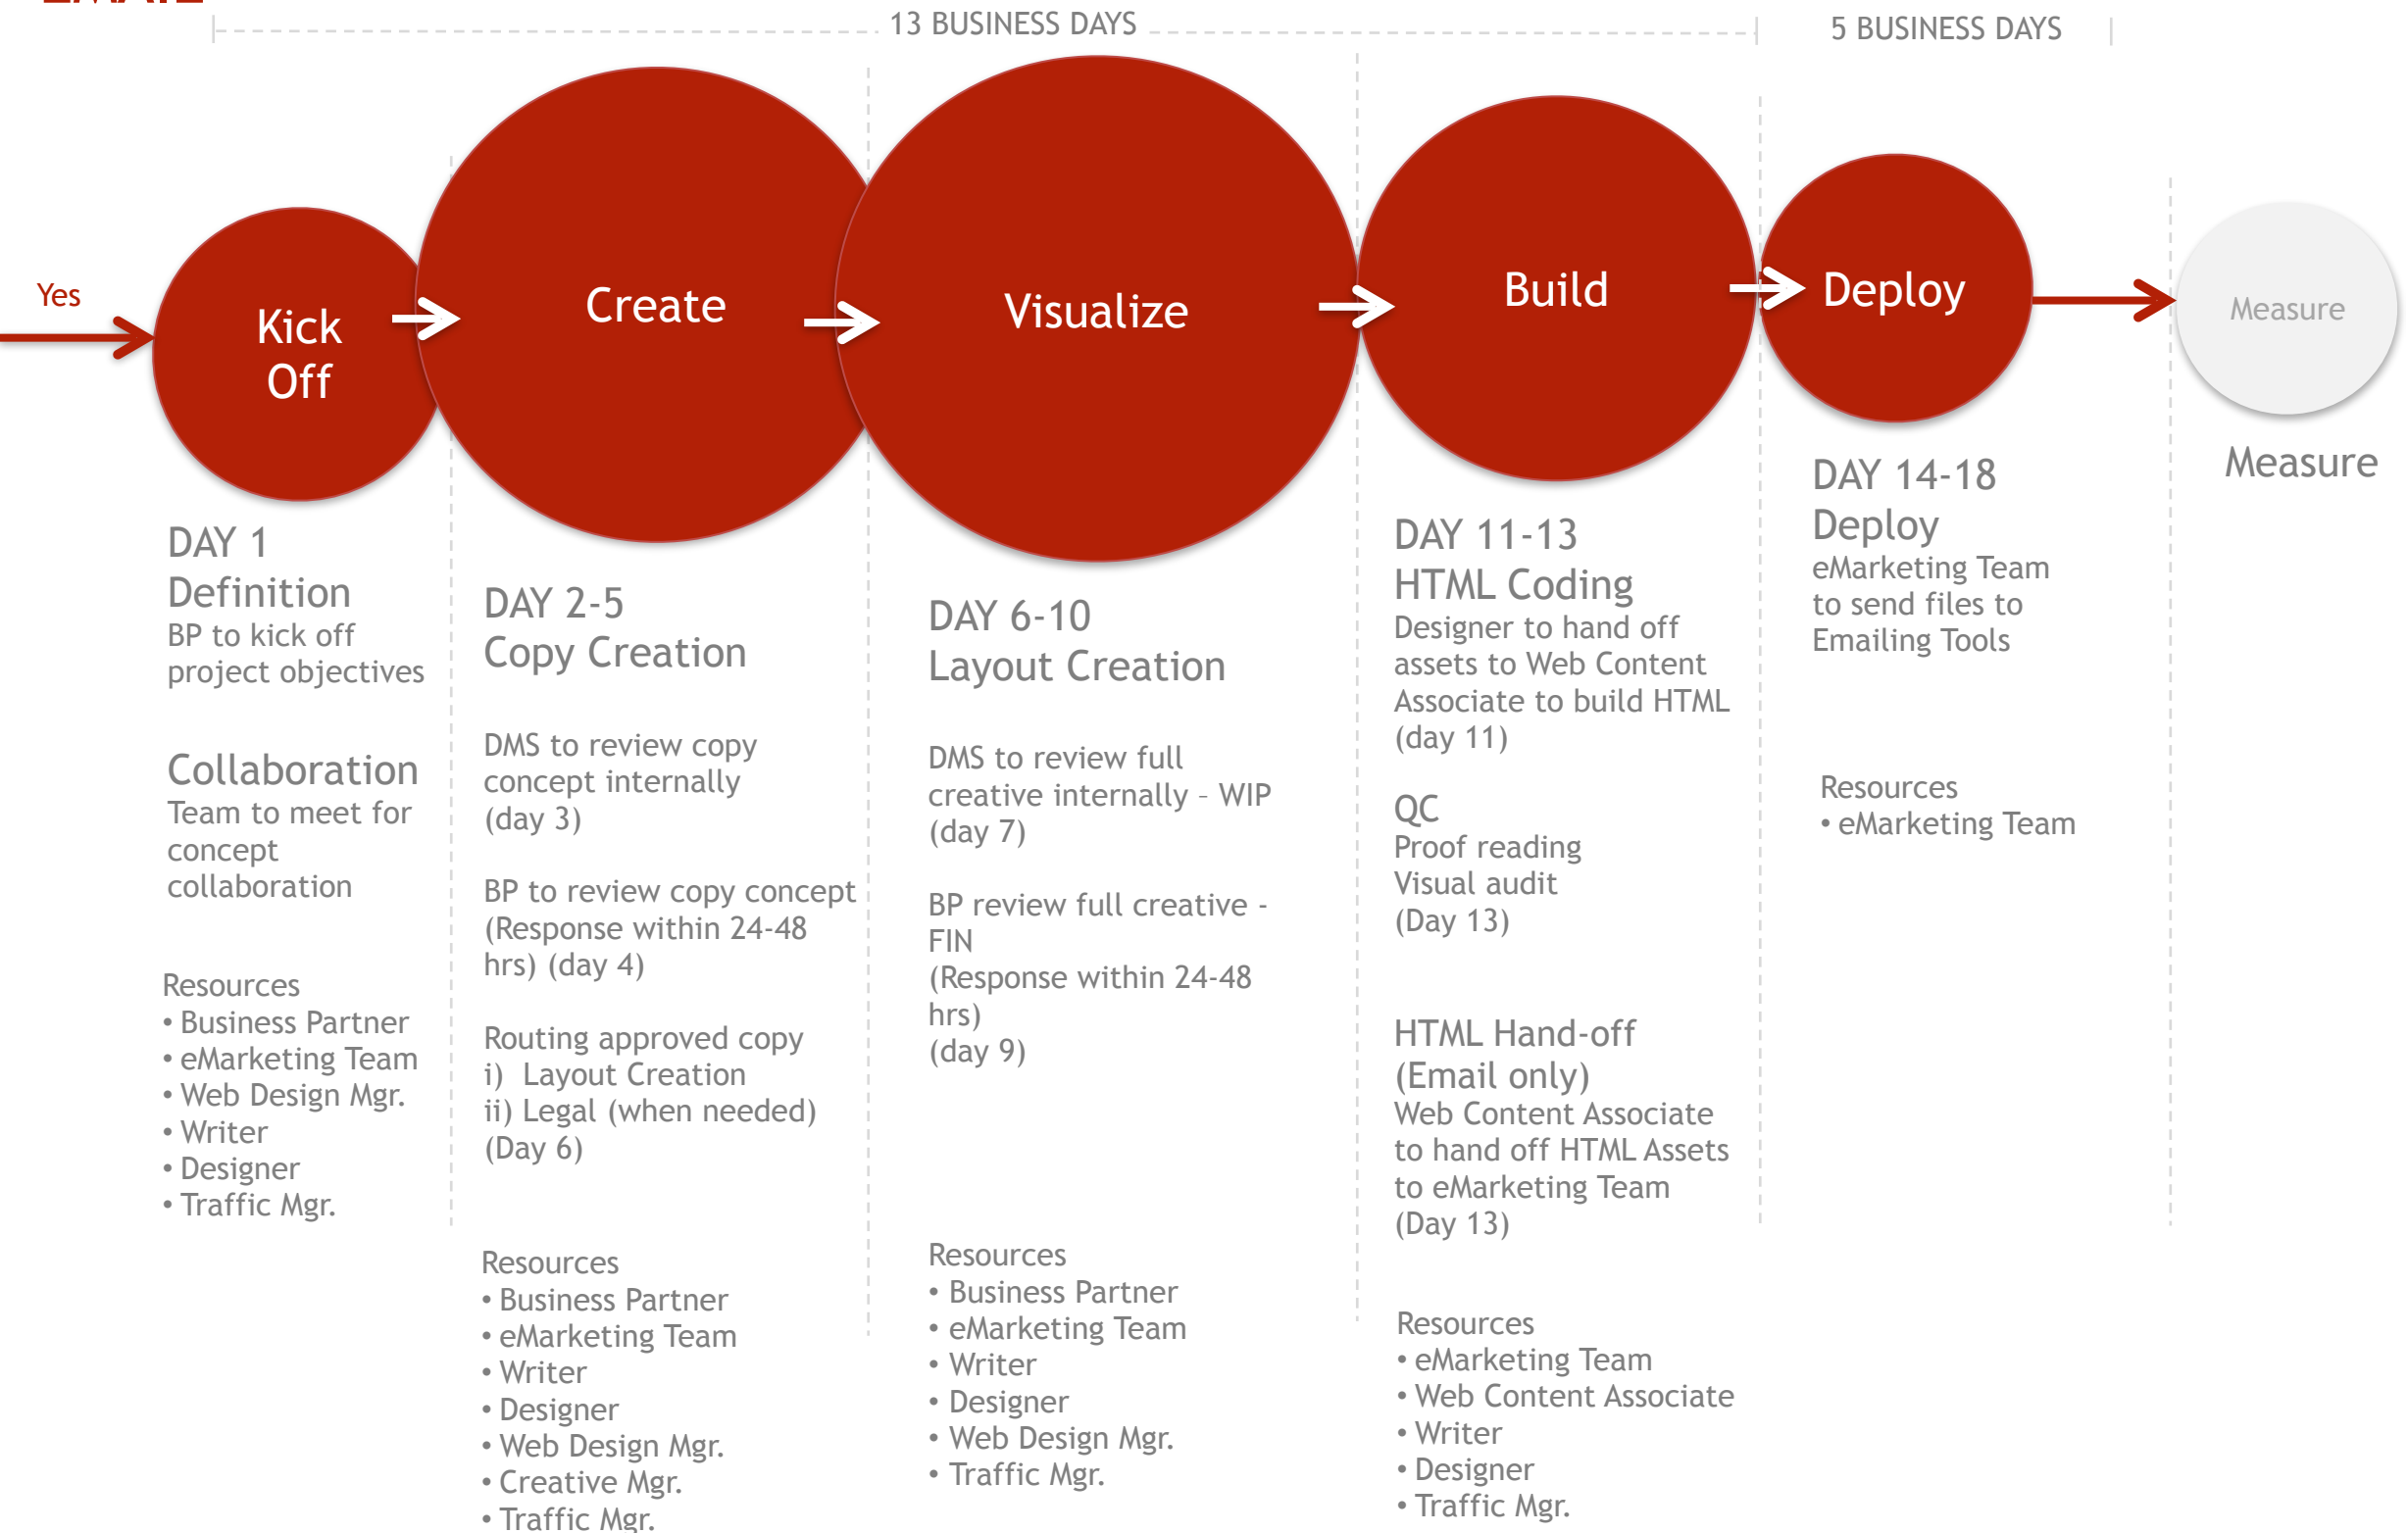 13 BUSINESS DAYS
5 BUSINESS DAYS
Yes
Kick
Off
Create
Visualize
Build
Deploy
Measure
DAY 1
Definition
BP to kick off
project objectives
Collaboration
Team to meet for
concept
collaboration
Resources
• Business Partner
• eMarketing Team
• Web Design Mgr.
• Writer
• Designer
• Traffic Mgr.
DAY 2-5
Copy Creation
DMS to review copy
concept internally
(day 3)
BP to review copy concept
(Response within 24-48
hrs) (day 4)
Routing approved copy
i) Layout Creation
ii) Legal (when needed)
(Day 6)
Resources
• Business Partner
• eMarketing Team
• Writer
• Designer
• Web Design Mgr.
• Creative Mgr.
• Traffic Mgr.
DAY 6-10
Layout Creation
DMS to review full
creative internally – WIP
(day 7)
BP review full creative -
FIN
(Response within 24-48
hrs)
(day 9)
Resources
• Business Partner
• eMarketing Team
• Writer
• Designer
• Web Design Mgr.
• Traffic Mgr.
DAY 11-13
HTML Coding
Designer to hand off
assets to Web Content
Associate to build HTML
(day 11)
QC
Proof reading
Visual audit
(Day 13)
HTML Hand-off
(Email only)
Web Content Associate
to hand off HTML Assets
to eMarketing Team
(Day 13)
Resources
• eMarketing Team
• Web Content Associate
• Writer
• Designer
• Traffic Mgr.
DAY 14-18
Deploy
eMarketing Team
to send files to
Emailing Tools
Resources
• eMarketing Team
Measure